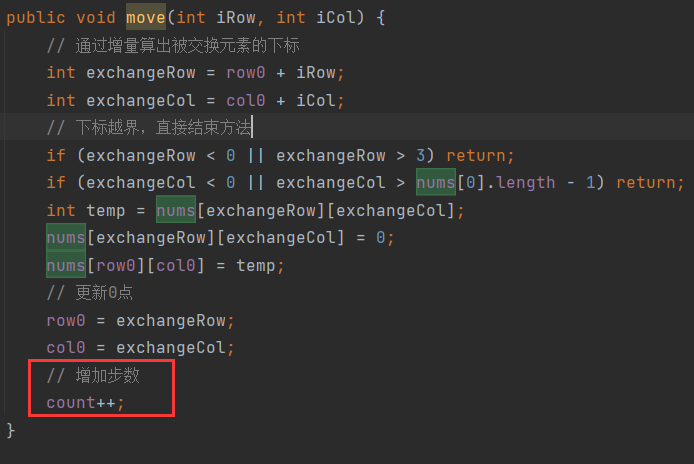 public void move(int iRow, int iCol) {
// 通过增量算出被交换元素的下标
int exchangeRow = row0 + iRow;
int exchangeCol = col0 + iCol;
// 下标越界，直接结束方法
if (exchangeRow < 0 || exchangeRow > 3) return;
if (exchangeCol < 0 || exchangeCol > nums[0].length - 1) return;
int temp = nums[exchangeRow][exchangeCol];
nums[exchangeRow][exchangeCol] = 0;
nums[row0][col0] = temp;
// 更新0点
row0 = exchangeRow;
col0 = exchangeCol;
// 增加步数
count++;
}